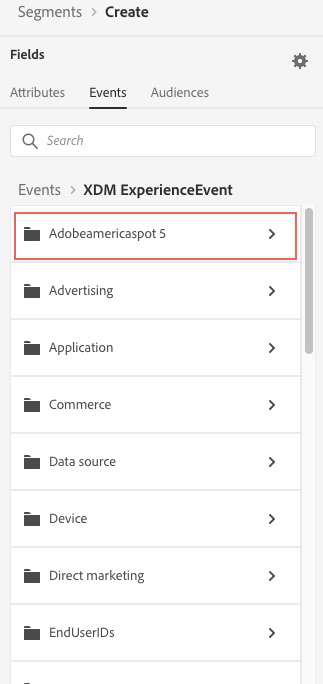 Segments > Create
Fields
Attributes Events Audiences
Search
Events > XDM ExperienceEvent
Adobeamericaspot 5
Advertising
Application
Commerce
Data source
Device
Direct marketing
EndUserIDs